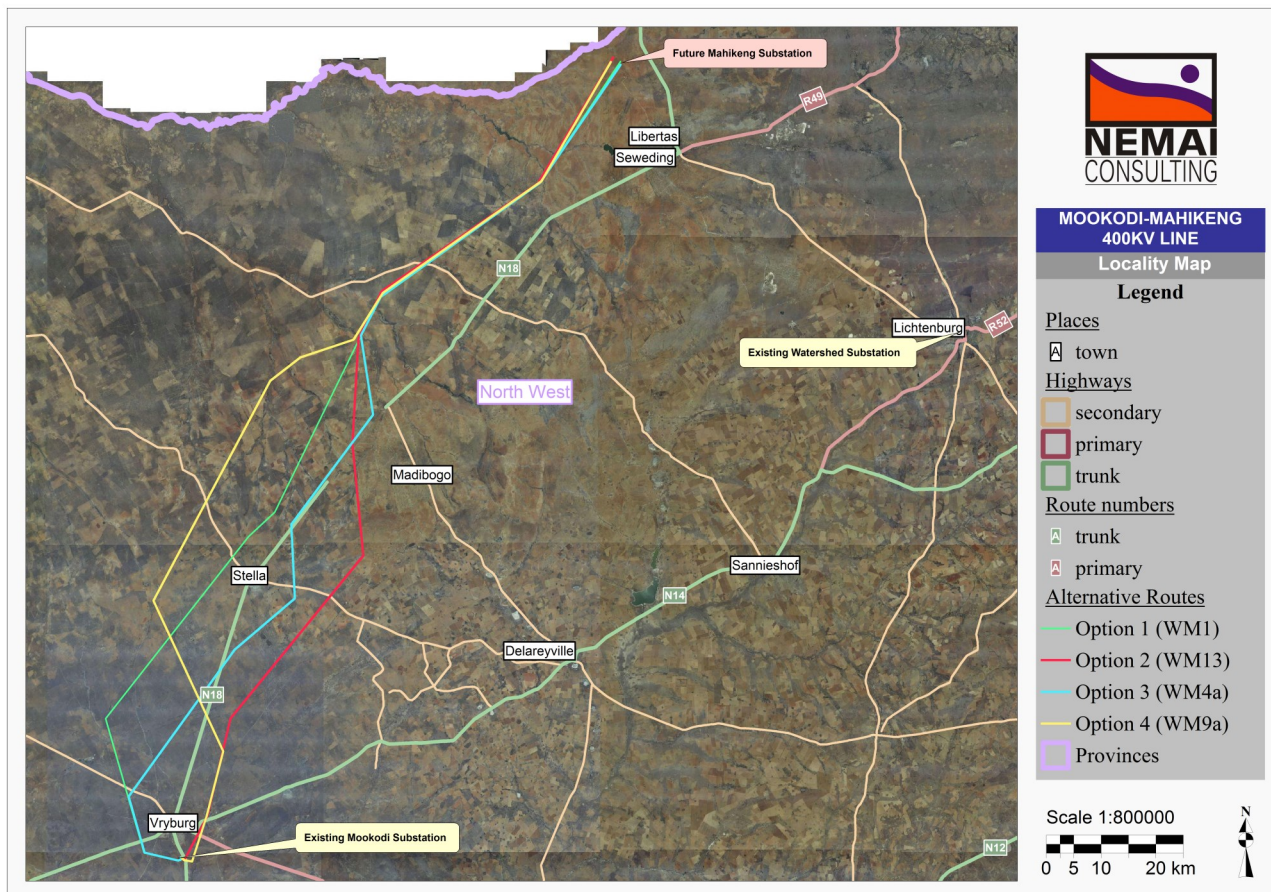 Future Mahikeng Substation
R49
Libertas
Seweding
N18
Lichtenburg
R52
Existing Watershed Substation
North West
Madibogo
Stella
Sannieshof
N14
Delareyville
N18
Vryburg
Existing Mookodi Substation
N12
NEMAI
CONSULTING
MOOKODI-MAHIKENG
400KV LINE
Locality Map
Legend
Places
A town
Highways
secondary
primary
trunk
Route numbers
A trunk
A primary
Alternative Routes
Option 1 (WM1)
Option 2 (WM13)
Option 3 (WM4a)
Option 4 (WM9a)
Provinces
Scale 1:800000
N
0 5 10 20 km